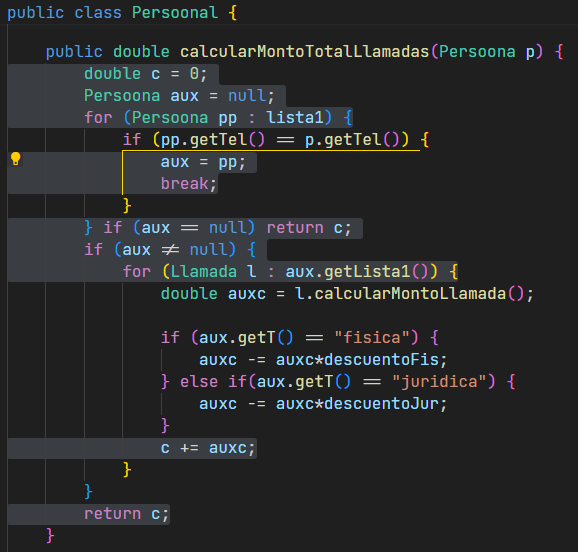 public class Persoonal {
public double calcularMontoTotalLlamadas(Persoona p) {
double c = 0;
Persoona aux = null;
for (Persoona pp : lista1) {
if (pp.getTel() == p.getTel()) {
aux = pp;
break;
}
} if (aux == null) return c;
if (aux != null) {
for (Llamada l : aux.getLista1()) {
double auxc = l.calcularMontoLlamada();
if (aux.getT() == "fisica") {
auxc -= auxc*descuentoFis;
} else if(aux.getT() == "juridica") {
auxc -= auxc*descuentoJur;
}
c += auxc;
}
}
return c;
}